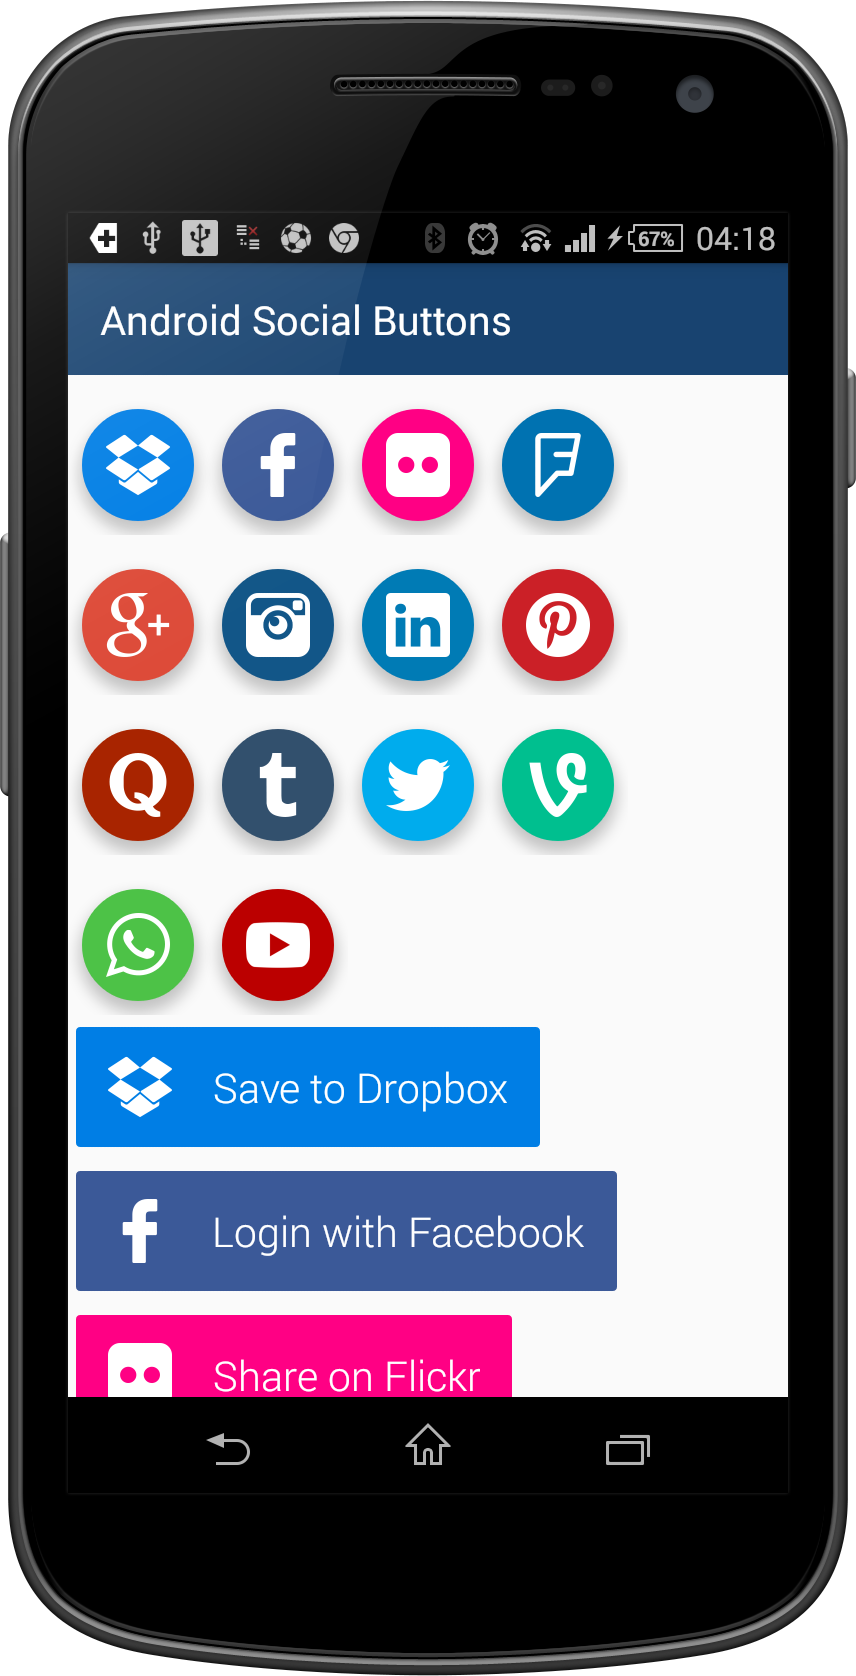 67% 04:18
Android Social Buttons
f
g+
in
Q
t
Save to Dropbox
f Login with Facebook
Share on Flickr